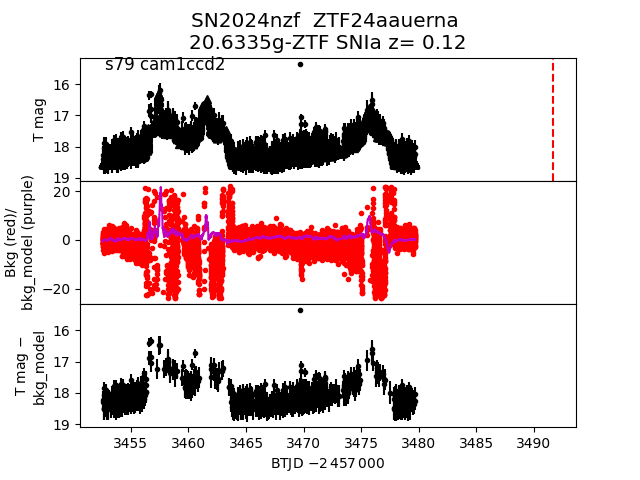 SN2024nzf  ZTF24aauerna
20.6335g-ZTF SNIa z= 0.12
s79 cam1ccd2
T mag
16
17
18
19
Bkg (red)/
bkg_model (purple)
20
0
−20
T mag −
bkg_model
16
17
18
19
3455 3460 3465 3470 3475 3480 3485 3490
BTJD −2 457 000